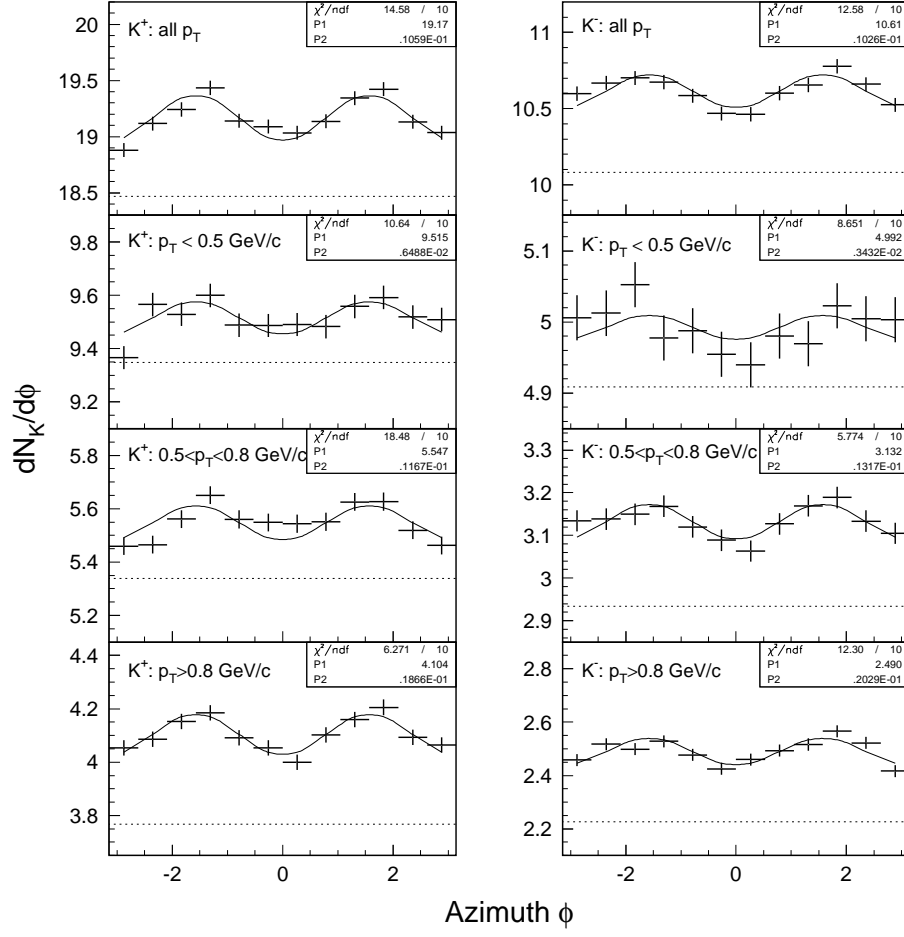 K⁺: all p_T
χ²/ndf 14.58 / 10
P1 19.17
P2 .1059E-01
20
19.5
19
18.5
K⁻: all p_T
χ²/ndf 12.58 / 10
P1 10.61
P2 .1026E-01
11
10.5
10
K⁺: p_T < 0.5 GeV/c
χ²/ndf 10.64 / 10
P1 9.515
P2 .6488E-02
9.8
9.6
9.4
9.2
K⁻: p_T < 0.5 GeV/c
χ²/ndf 8.651 / 10
P1 4.992
P2 .3432E-02
5.1
5
4.9
K⁺: 0.5<p_T<0.8 GeV/c
χ²/ndf 18.48 / 10
P1 5.547
P2 .1167E-01
5.8
5.6
5.4
5.2
K⁻: 0.5<p_T<0.8 GeV/c
χ²/ndf 5.774 / 10
P1 3.132
P2 .1317E-01
3.3
3.2
3.1
3
2.9
K⁺: p_T>0.8 GeV/c
χ²/ndf 6.271 / 10
P1 4.104
P2 .1866E-01
4.4
4.2
4
3.8
K⁻: p_T>0.8 GeV/c
χ²/ndf 12.30 / 10
P1 2.490
P2 .2029E-01
2.8
2.6
2.4
2.2
-2 0 2
-2 0 2
dN_K/dϕ
Azimuth ϕ